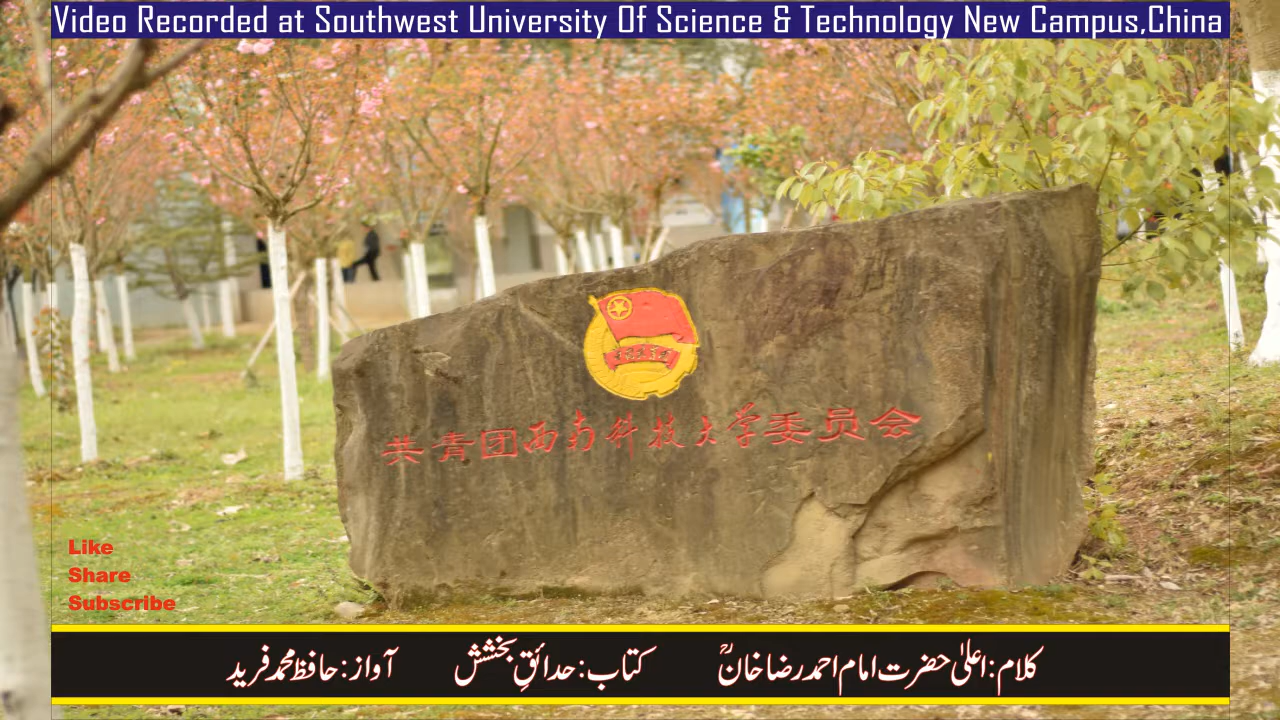 Video Recorded at Southwest University Of Science & Technology New Campus,China
共青团西南科技大学委员会
Like
Share
Subscribe
کلام:اعلیٰ حضرت امام احمد رضا خانؒ کتاب:حدائقِ بخشش آواز:حافظ محمد فرید